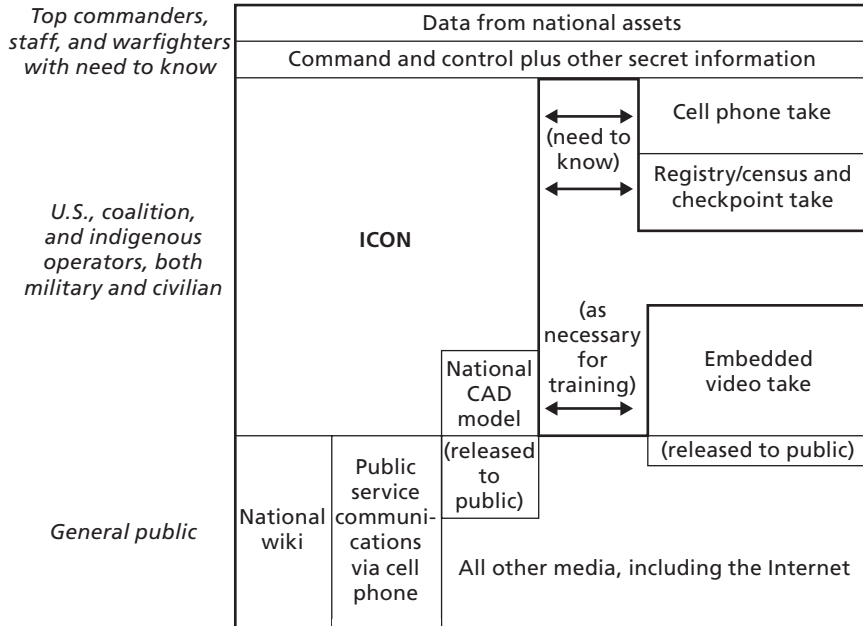 Top commanders,
staff, and warfighters
with need to know
Data from national assets
Command and control plus other secret information
U.S., coalition,
and indigenous
operators, both
military and civilian
ICON
(need to
know)
Cell phone take
Registry/census and
checkpoint take
(as
necessary
for
training)
National
CAD
model
Embedded
video take
General public
National
wiki
Public
service
communi-
cations
via cell
phone
(released
to
public)
(released to public)
All other media, including the Internet